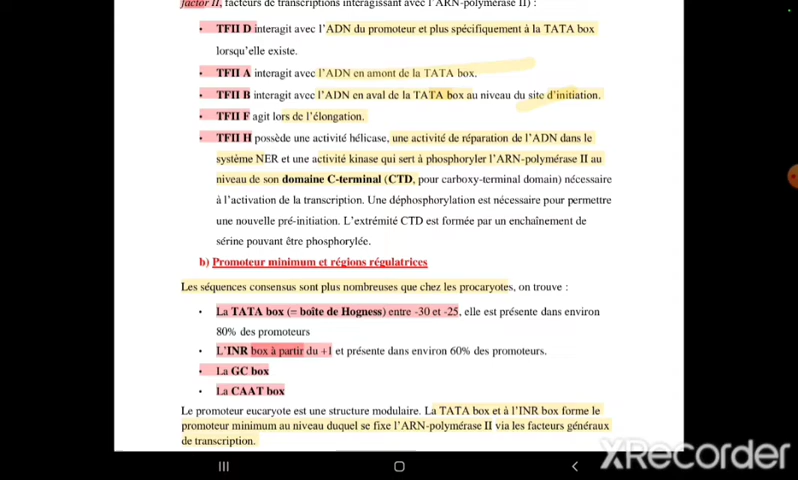 factor II, facteurs de transcriptions interagissant avec l'ARN-polymérase II) :
• TFII D interagit avec l'ADN du promoteur et plus spécifiquement à la TATA box
lorsqu'elle existe.
• TFII A interagit avec l'ADN en amont de la TATA box.
• TFII B interagit avec l'ADN en aval de la TATA box au niveau du site d'initiation.
• TFII F agit lors de l'élongation.
• TFII H possède une activité hélicase, une activité de réparation de l'ADN dans le
système NER et une activité kinase qui sert à phosphoryler l'ARN-polymérase II au
niveau de son domaine C-terminal (CTD, pour carboxy-terminal domain) nécessaire
à l'activation de la transcription. Une déphosphorylation est nécessaire pour permettre
une nouvelle pré-initiation. L'extrémité CTD est formée par un enchaînement de
sérine pouvant être phosphorylée.
b) Promoteur minimum et régions régulatrices
Les séquences consensus sont plus nombreuses que chez les procaryotes, on trouve :
• La TATA box (= boîte de Hogness) entre -30 et -25, elle est présente dans environ
80% des promoteurs
• L'INR box à partir du +1 et présente dans environ 60% des promoteurs.
• La GC box
• La CAAT box
Le promoteur eucaryote est une structure modulaire. La TATA box et à l'INR box forme le
promoteur minimum au niveau duquel se fixe l'ARN-polymérase II via les facteurs généraux
de transcription.
XRecorder